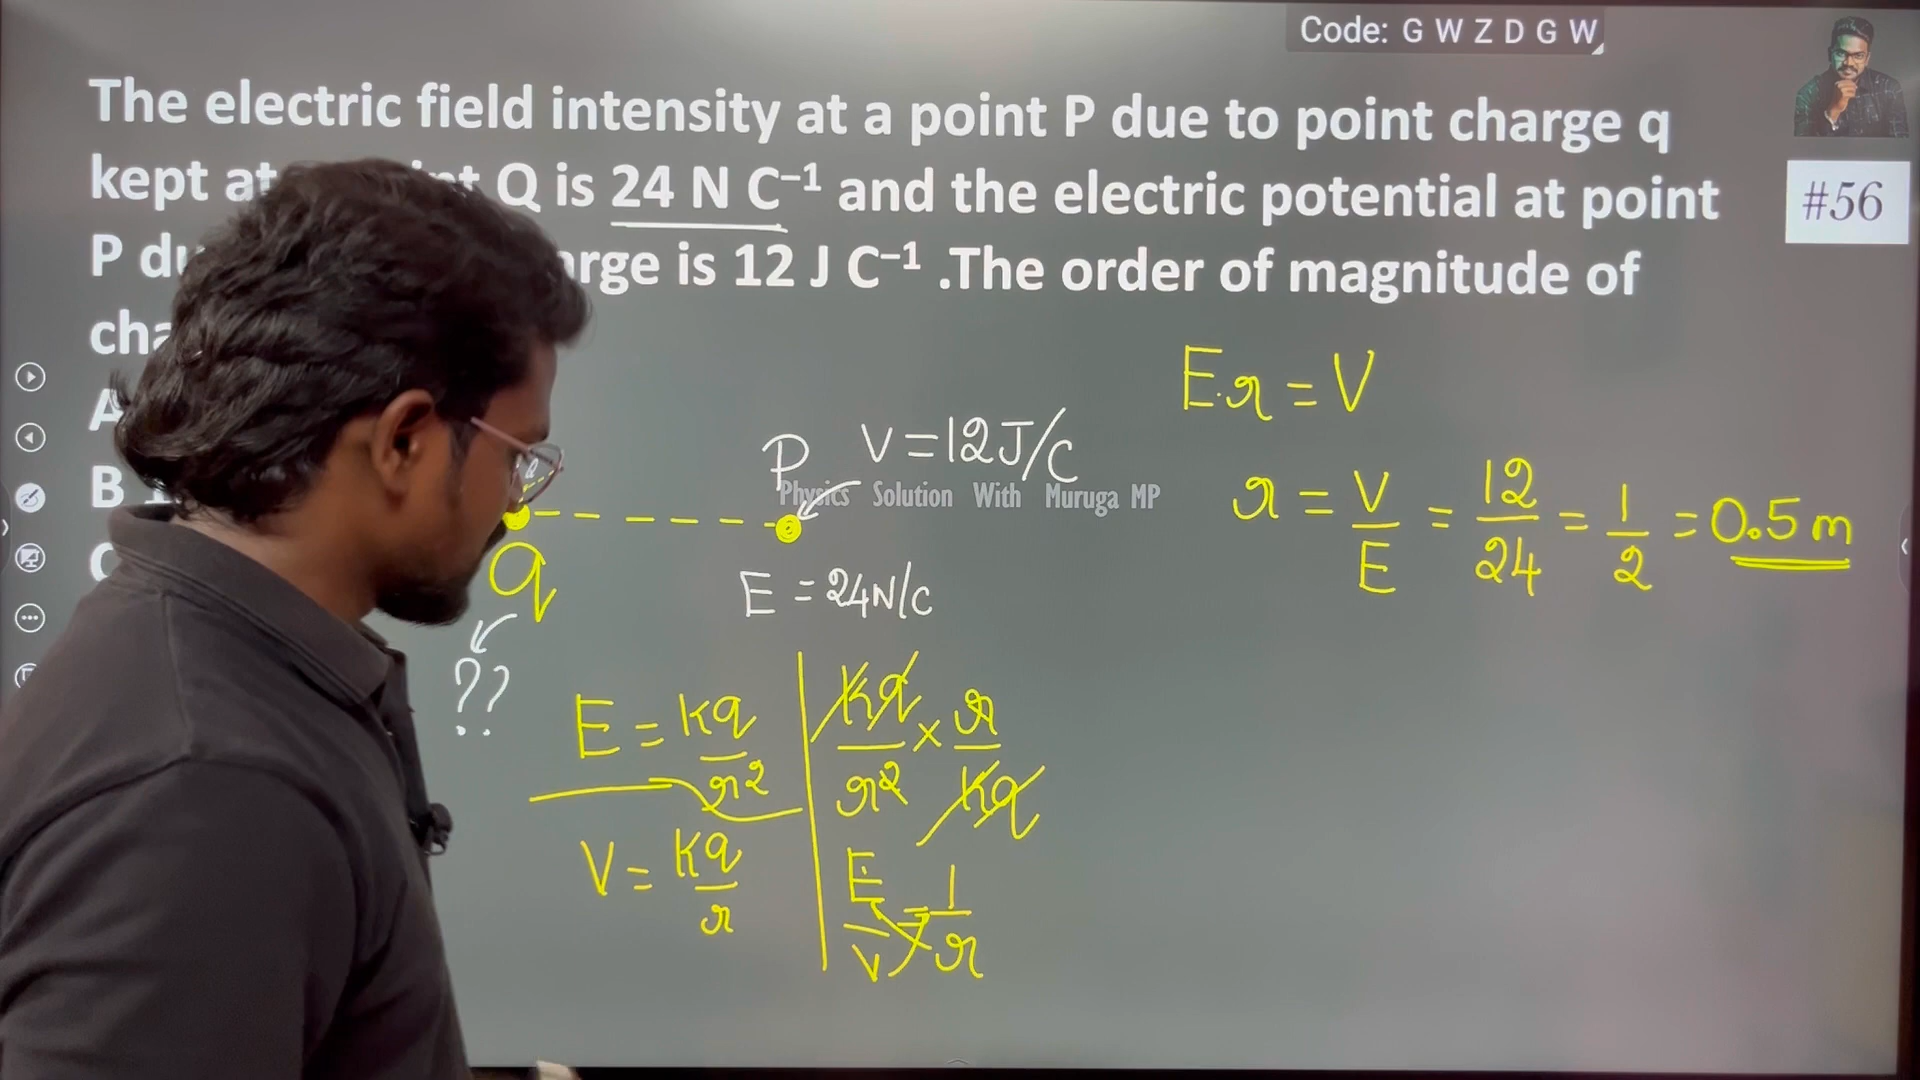 Code: G W Z D G W
The electric field intensity at a point P due to point charge q
kept at Q is 24 N C⁻¹ and the electric potential at point
#56
P du rge is 12 J C⁻¹ .The order of magnitude of
cha
A
B
C
E.r = V
P V = 12J/C
Physics Solution With Muruga MP
r = V/E = 12/24 = 1/2 = 0.5 m
q
E = 24N/C
??
E = kq/r²
kq/r² × r/kq
V = kq/r
E/V = 1/r